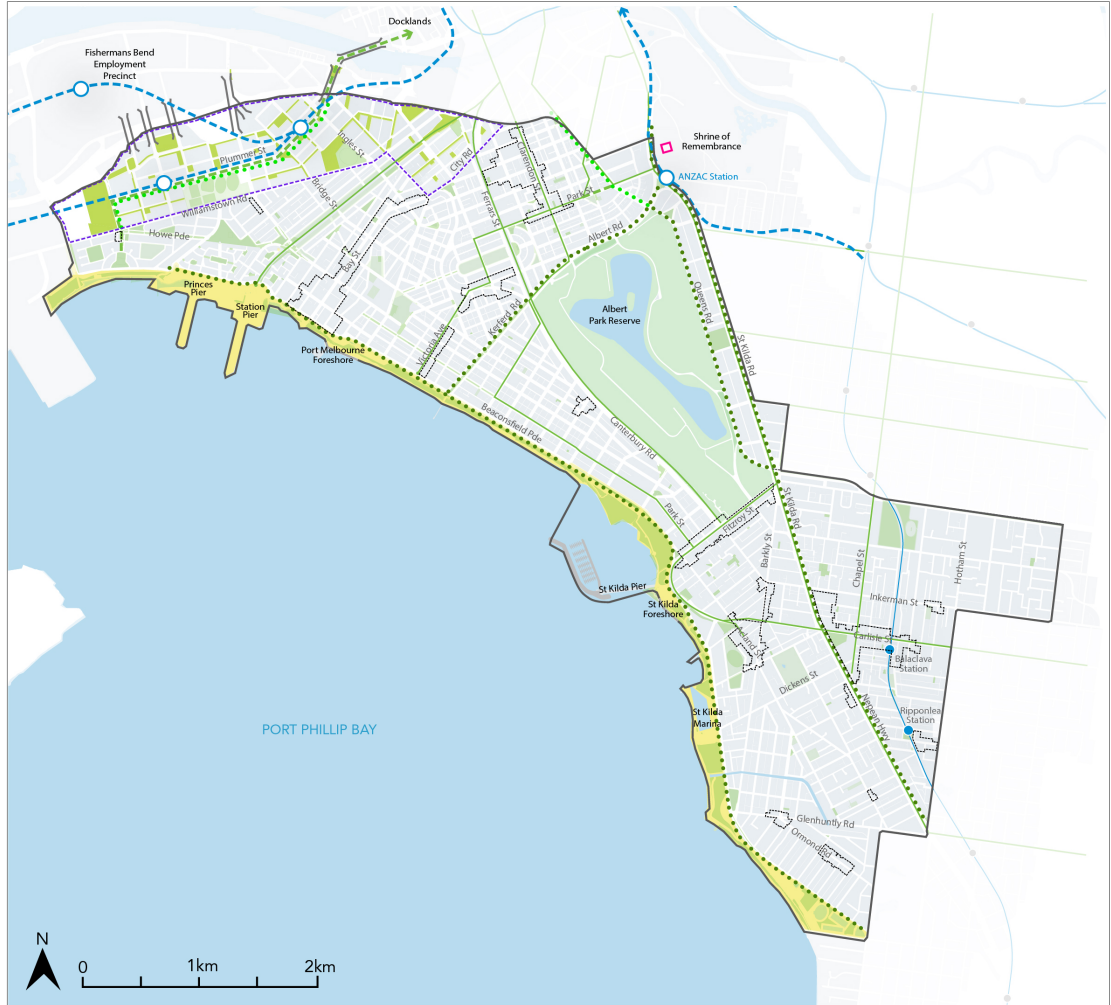 Docklands
Fishermans Bend
Employment
Precinct
Shrine of
Remembrance
ANZAC Station
Plummer St
Ingles St
City Rd
Clarendon St
Park St
Bridge St
Ferrars St
Williamstown Rd
Howe Pde
Albert Rd
Bay St
Princes
Pier
Station
Pier
Albert
Park Reserve
Queens Rd
St Kilda Rd
Kerferd Rd
Victoria Ave
Port Melbourne
Foreshore
Beaconsfield Pde
Canterbury Rd
Park St
Fitzroy St
St Kilda Rd
Barkly St
Chapel St
Hotham St
St Kilda Pier
St Kilda
Foreshore
Inkerman St
Carlisle St
Acland St
Balaclava
Station
Dickens St
Nepean Hwy
Ripponlea
Station
St Kilda
Marina
PORT PHILLIP BAY
Glenhuntly Rd
Ormond Rd
N
0
1km
2km